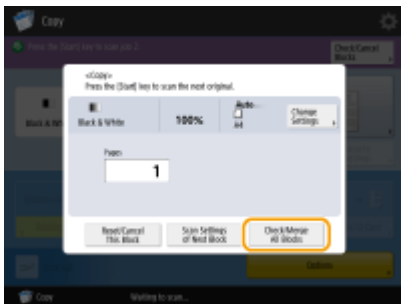 Copy
Press the [Start] key to scan job 2.
Check/Cancel
Blocks
<Copy>
Press the [Start] key to scan the next original.
Black & White
100%
Auto
A4
Change
Settings
Pages
1
Reset/Cancel
This Block
Scan Settings
of Next Block
Check/Merge
All Blocks
Options
Copy
Waiting to scan...